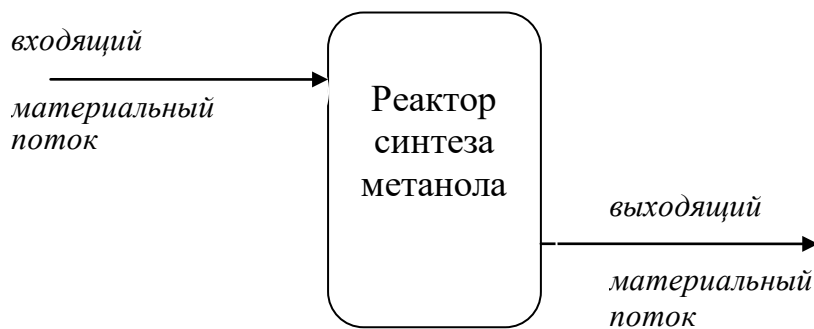 входящий
материальный
поток
Реактор
синтеза
метанола
выходящий
материальный
поток